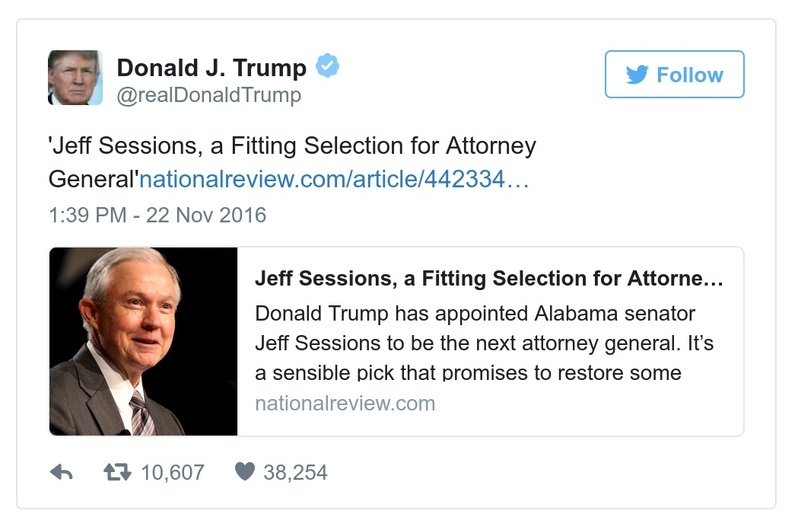 Donald J. Trump
@realDonaldTrump
Follow
'Jeff Sessions, a Fitting Selection for Attorney
General'nationalreview.com/article/442334…
1:39 PM - 22 Nov 2016
Jeff Sessions, a Fitting Selection for Attorne…
Donald Trump has appointed Alabama senator
Jeff Sessions to be the next attorney general. It’s
a sensible pick that promises to restore some
nationalreview.com
10,607 38,254